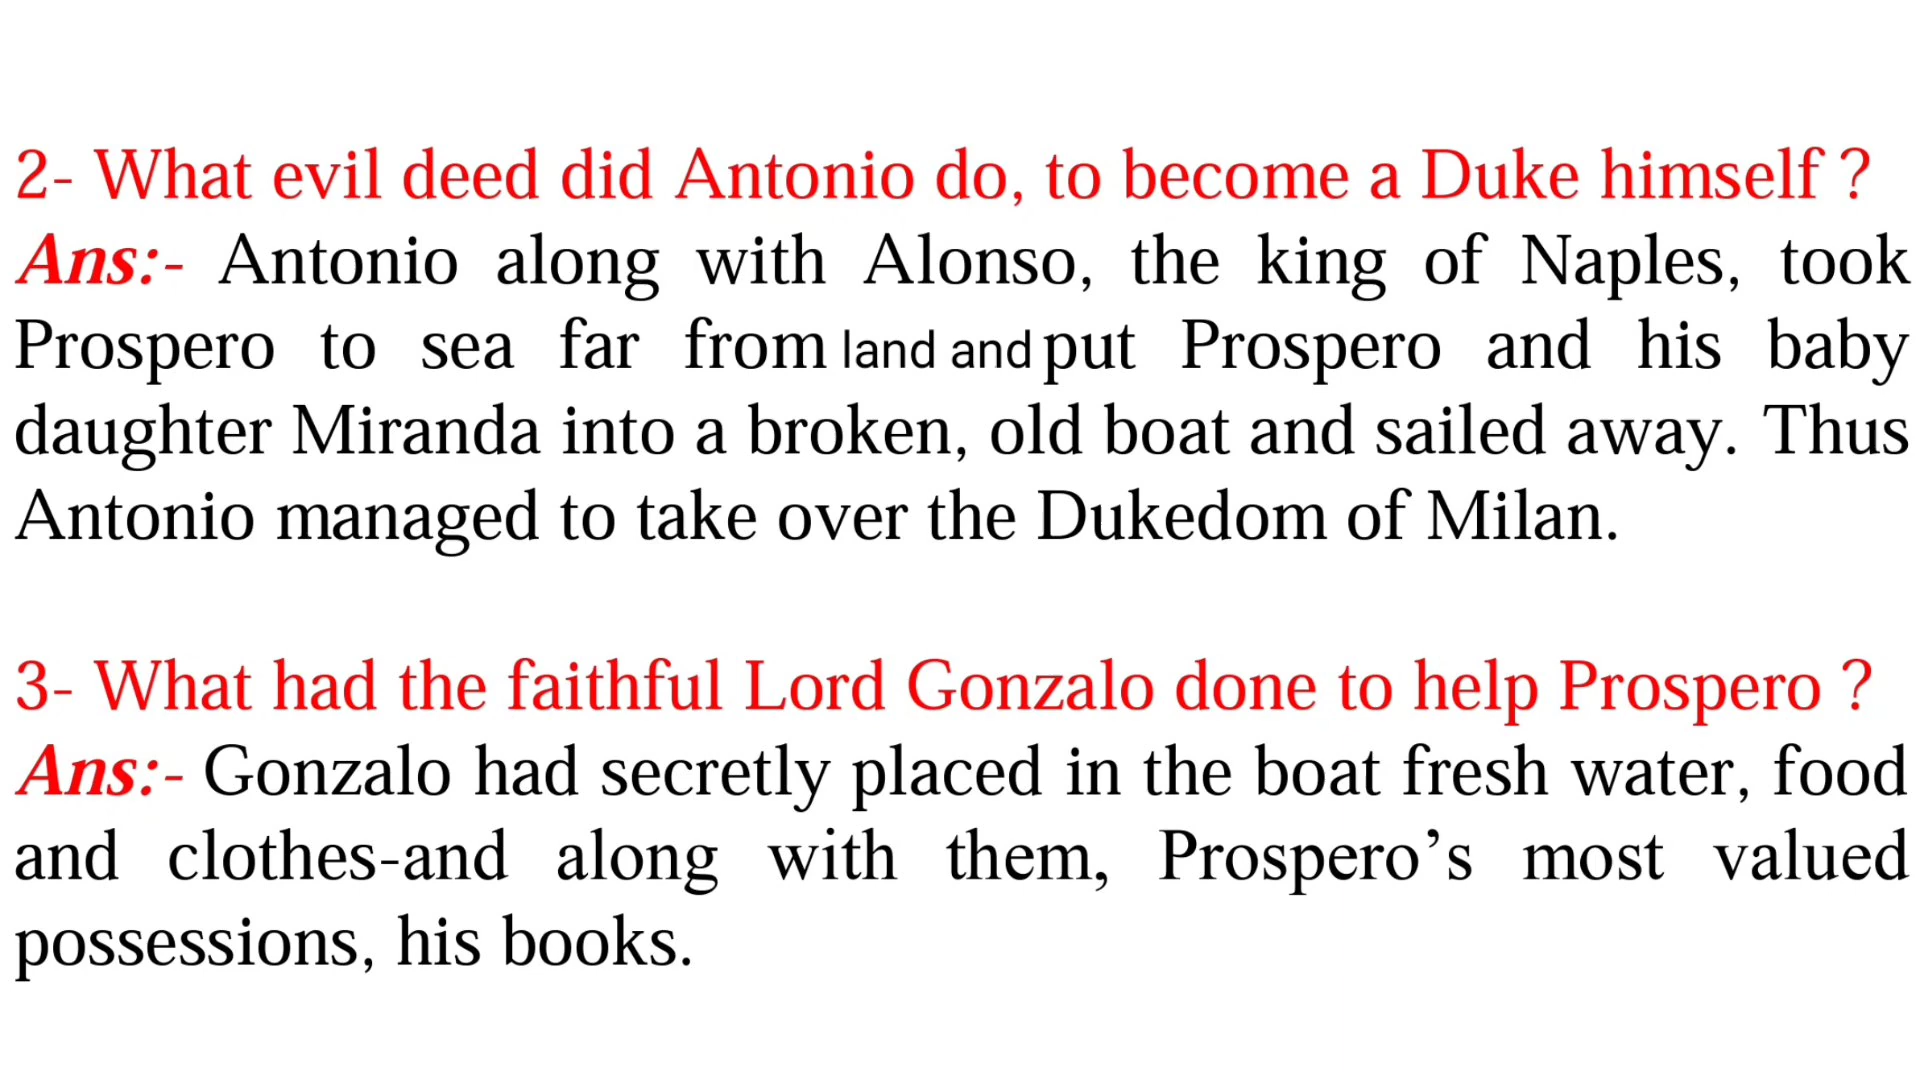 2- What evil deed did Antonio do, to become a Duke himself ?
Ans:- Antonio along with Alonso, the king of Naples, took
Prospero to sea far from land and put Prospero and his baby
daughter Miranda into a broken, old boat and sailed away. Thus
Antonio managed to take over the Dukedom of Milan.
3- What had the faithful Lord Gonzalo done to help Prospero ?
Ans:- Gonzalo had secretly placed in the boat fresh water, food
and clothes-and along with them, Prospero’s most valued
possessions, his books.